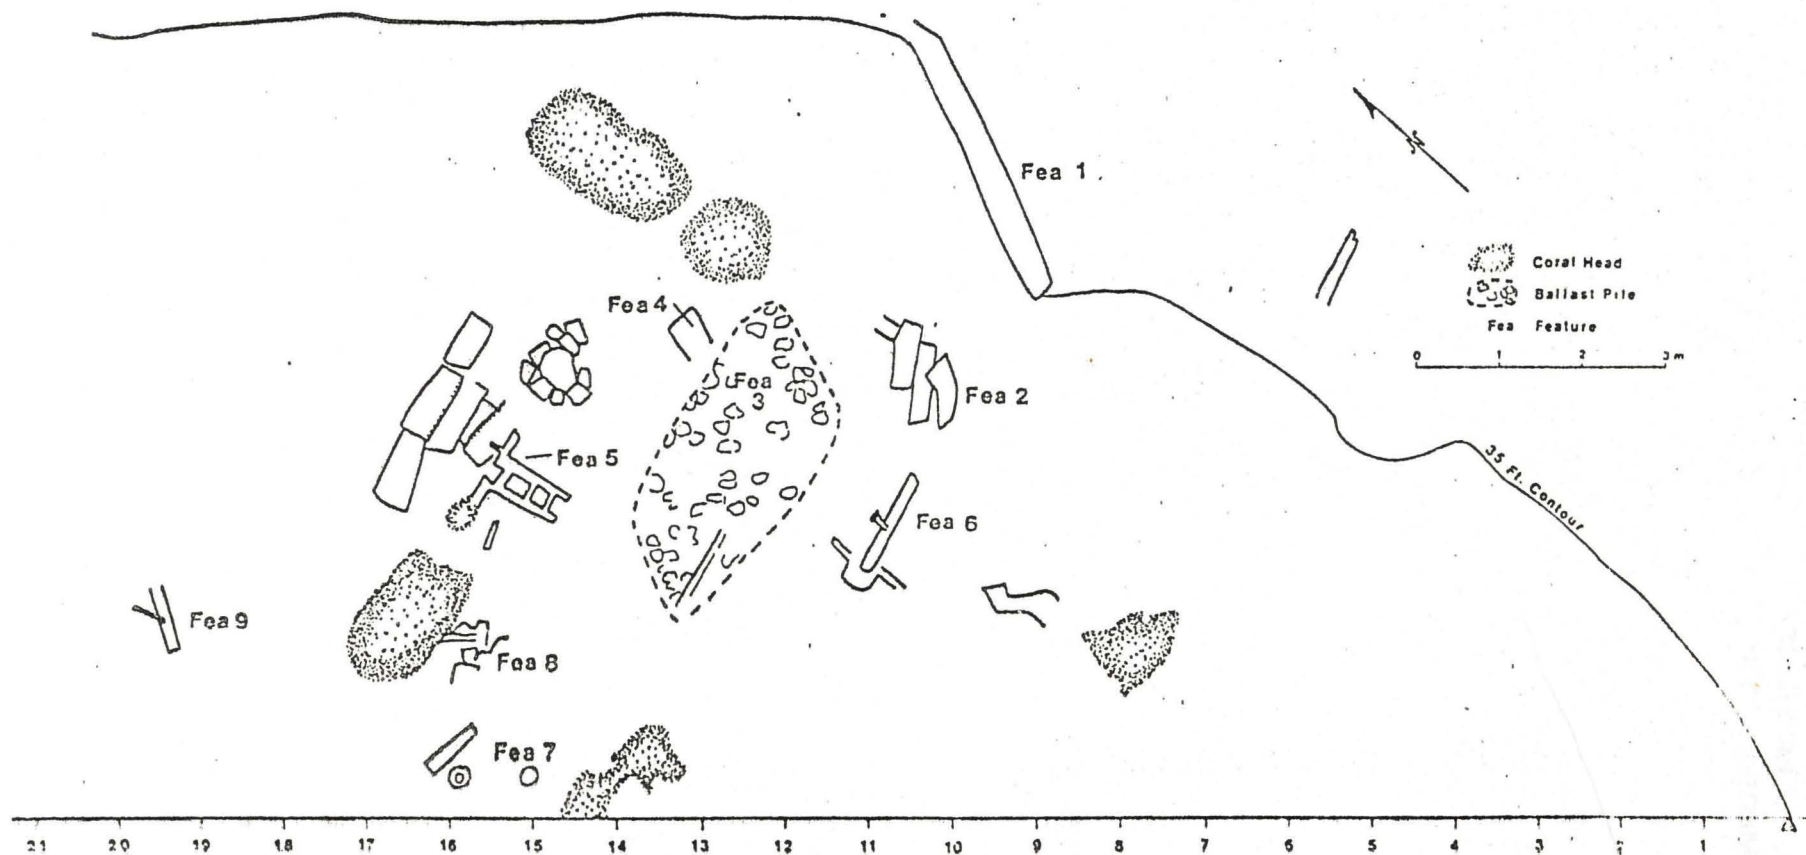 Fea 1
N
Coral Head
Ballast Pile
Fea Feature
0 1 2 3 m
Fea 4
Fea
3
Fea 2
Fea 5
35 Ft. Contour
Fea 6
Fea 9
Fea 8
Fea 7
21 20 19 18 17 16 15 14 13 12 11 10 9 8 7 6 5 4 3 2 1